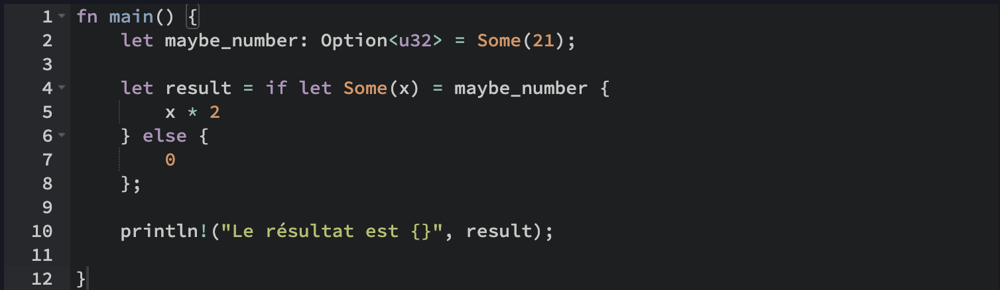 1 fn main() {
2     let maybe_number: Option<u32> = Some(21);
3
4     let result = if let Some(x) = maybe_number {
5         x * 2
6     } else {
7         0
8     };
9
10     println!("Le résultat est {}", result);
11
12 }